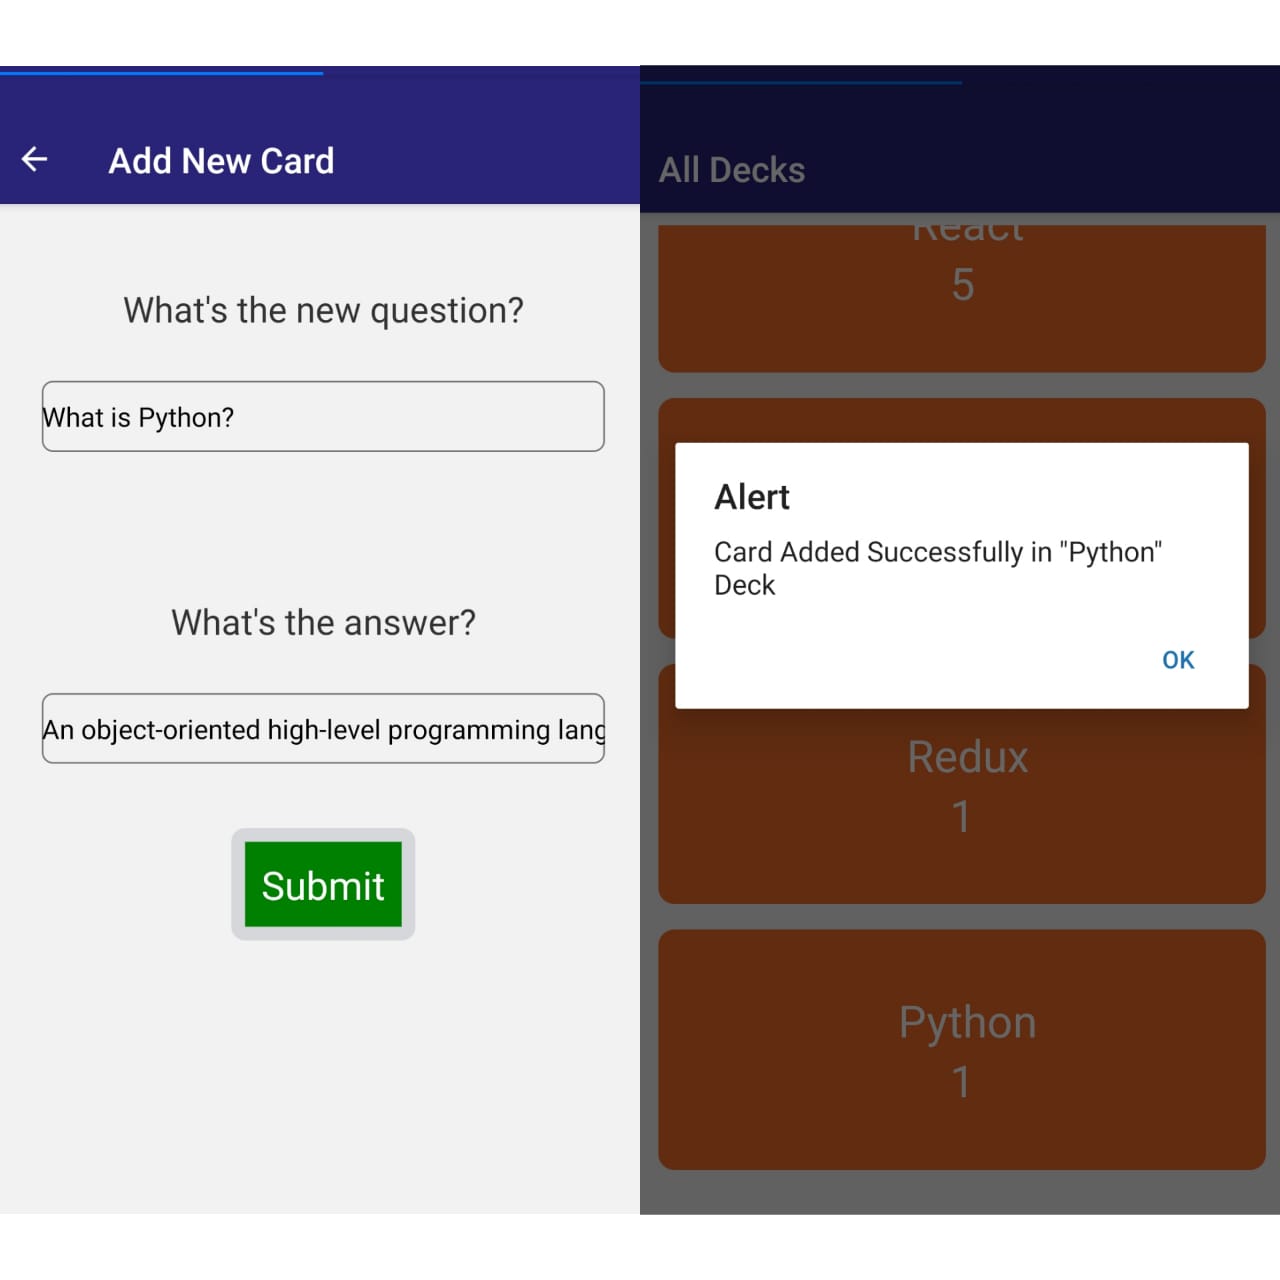 Add New Card
What's the new question?
What is Python?
What's the answer?
An object-oriented high-level programming lang
Submit
All Decks
React
5
Alert
Card Added Successfully in "Python"
Deck
OK
Redux
1
Python
1